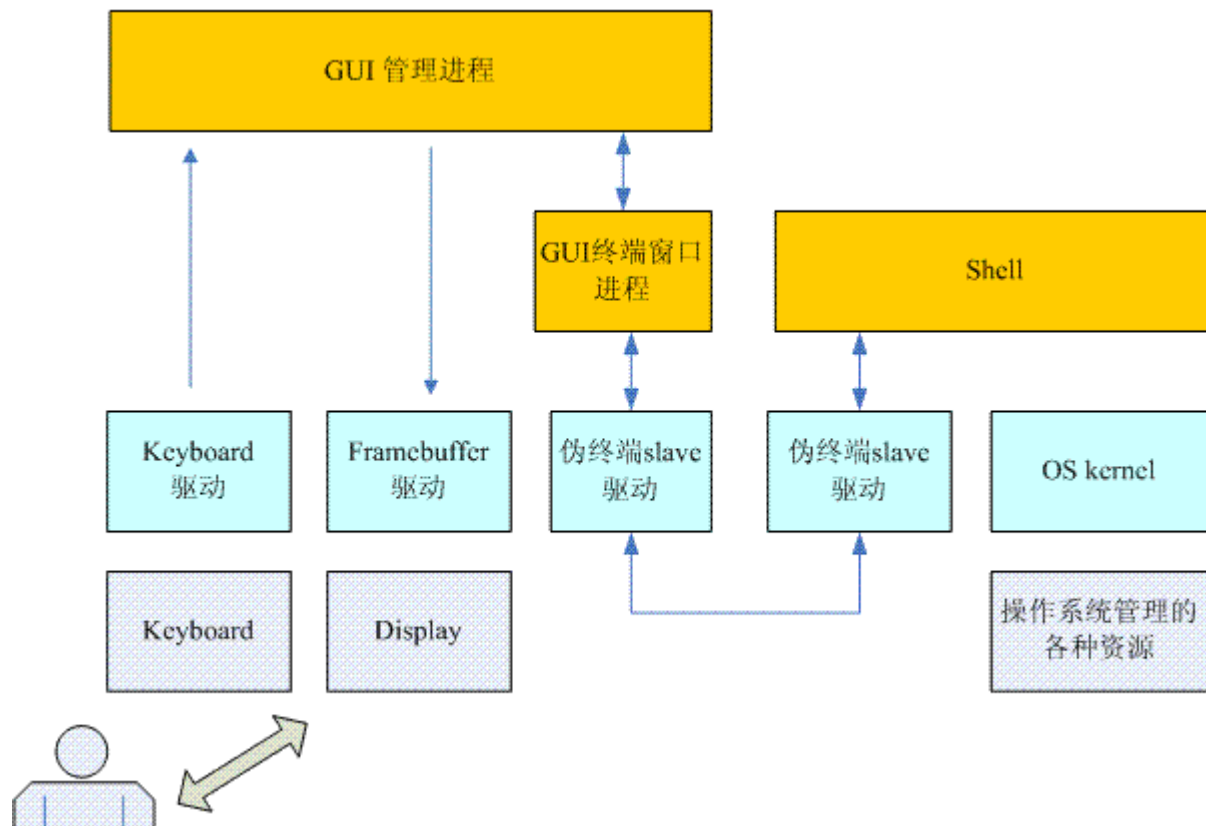 GUI 管理进程
GUI终端窗口
进程
Shell
Keyboard
驱动
Framebuffer
驱动
伪终端slave
驱动
伪终端slave
驱动
OS kernel
Keyboard
Display
操作系统管理的
各种资源